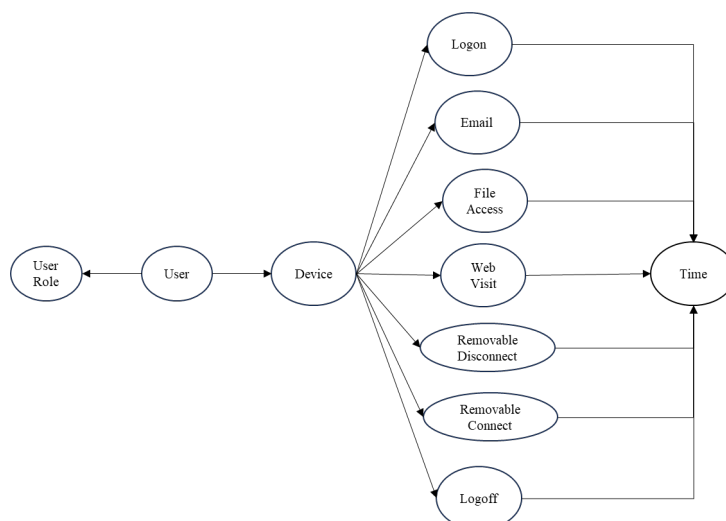 Logon
Email
File
Access
User
Role
User
Device
Web
Visit
Time
Removable
Disconnect
Removable
Connect
Logoff